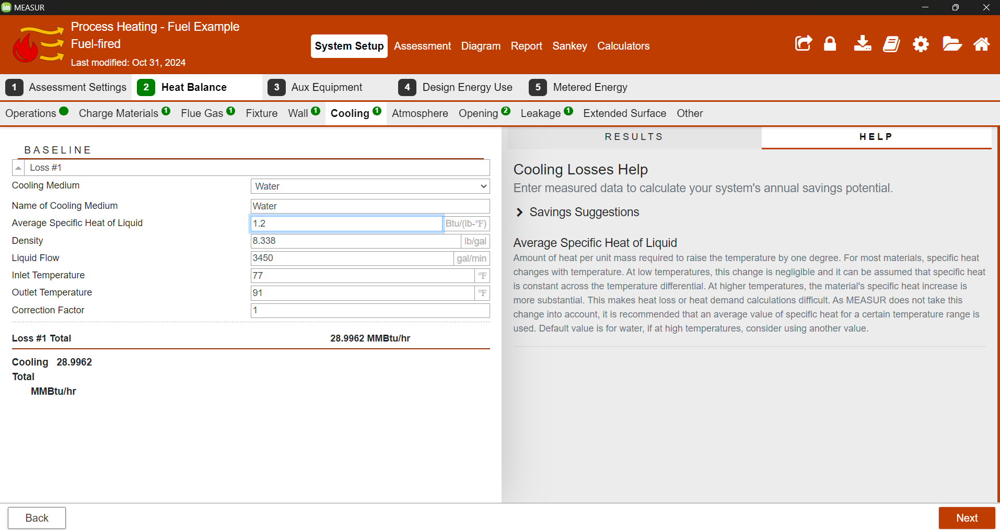 MEASUR
Process Heating - Fuel Example
Fuel-fired
Last modified: Oct 31, 2024
System Setup Assessment Diagram Report Sankey Calculators
1 Assessment Settings 2 Heat Balance 3 Aux Equipment 4 Design Energy Use 5 Metered Energy
Operations Charge Materials 1 Flue Gas 1 Fixture Wall 1 Cooling 1 Atmosphere Opening 2 Leakage 1 Extended Surface Other
BASELINE
Loss #1
Cooling Medium Water
Name of Cooling Medium Water
Average Specific Heat of Liquid 1.2 Btu/(lb-°F)
Density 8.338 lb/gal
Liquid Flow 3450 gal/min
Inlet Temperature 77 °F
Outlet Temperature 91 °F
Correction Factor 1
Loss #1 Total 28.9962 MMBtu/hr
Cooling 28.9962
Total
MMBtu/hr
RESULTS HELP
Cooling Losses Help
Enter measured data to calculate your system's annual savings potential.
Savings Suggestions
Average Specific Heat of Liquid
Amount of heat per unit mass required to raise the temperature by one degree. For most materials, specific heat
changes with temperature. At low temperatures, this change is negligible and it can be assumed that specific heat
is constant across the temperature differential. At higher temperatures, the material's specific heat increase is
more substantial. This makes heat loss or heat demand calculations difficult. As MEASUR does not take this
change into account, it is recommended that an average value of specific heat for a certain temperature range is
used. Default value is for water, if at high temperatures, consider using another value.
Back Next